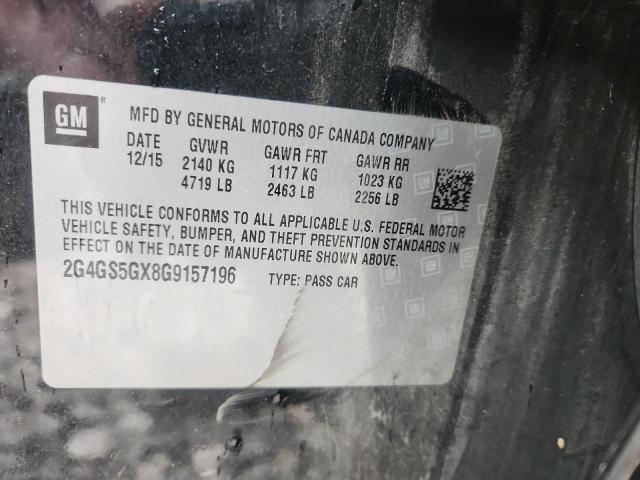 GM ®
MFD BY GENERAL MOTORS OF CANADA COMPANY
DATE GVWR GAWR FRT GAWR RR
12/15 2140 KG 1117 KG 1023 KG
4719 LB 2463 LB 2256 LB
THIS VEHICLE CONFORMS TO ALL APPLICABLE U.S. FEDERAL MOTOR
VEHICLE SAFETY, BUMPER, AND THEFT PREVENTION STANDARDS IN
EFFECT ON THE DATE OF MANUFACTURE SHOWN ABOVE.
2G4GS5GX8G9157196 TYPE: PASS CAR